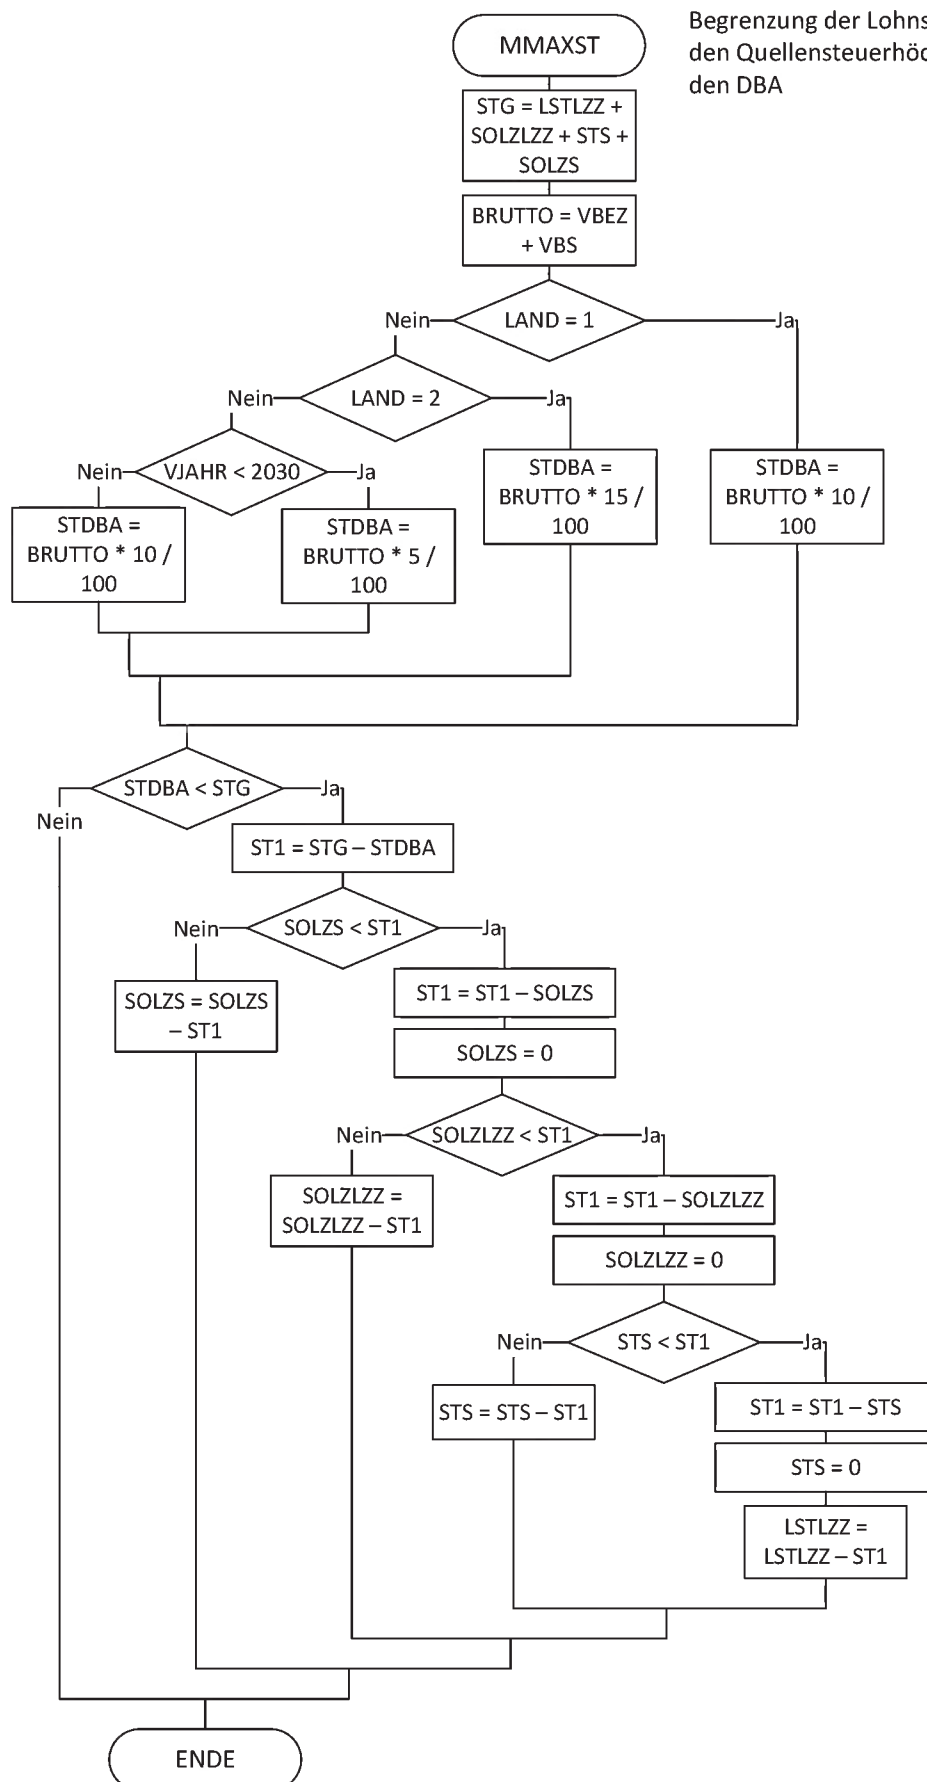 MMAXST
Begrenzung der Lohns
den Quellensteuerhöc
den DBA
STG = LSTLZZ +
SOLZLZZ + STS +
SOLZS
BRUTTO = VBEZ
+ VBS
Nein
LAND = 1
Ja
Nein
LAND = 2
Ja
Nein
VJAHR < 2030
Ja
STDBA =
BRUTTO * 10 /
100
STDBA =
BRUTTO * 5 /
100
STDBA =
BRUTTO * 15 /
100
STDBA =
BRUTTO * 10 /
100
STDBA < STG
Ja
Nein
ST1 = STG – STDBA
Nein
SOLZS < ST1
Ja
SOLZS = SOLZS
– ST1
ST1 = ST1 – SOLZS
SOLZS = 0
Nein
SOLZLZZ < ST1
Ja
SOLZLZZ =
SOLZLZZ – ST1
ST1 = ST1 – SOLZLZZ
SOLZLZZ = 0
Nein
STS < ST1
Ja
STS = STS – ST1
ST1 = ST1 – STS
STS = 0
LSTLZZ =
LSTLZZ – ST1
ENDE